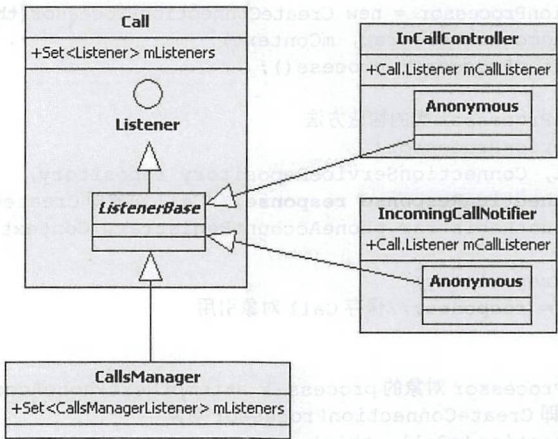 Call
+Set<Listener> mListeners
Listener
ListenerBase
InCallController
+Call.Listener mCallListener
Anonymous
IncomingCallNotifier
+Call.Listener mCallListener
Anonymous
CallsManager
+Set<CallsManagerListener> mListeners